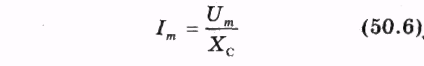 I_m = U_m / X_C (50.6)